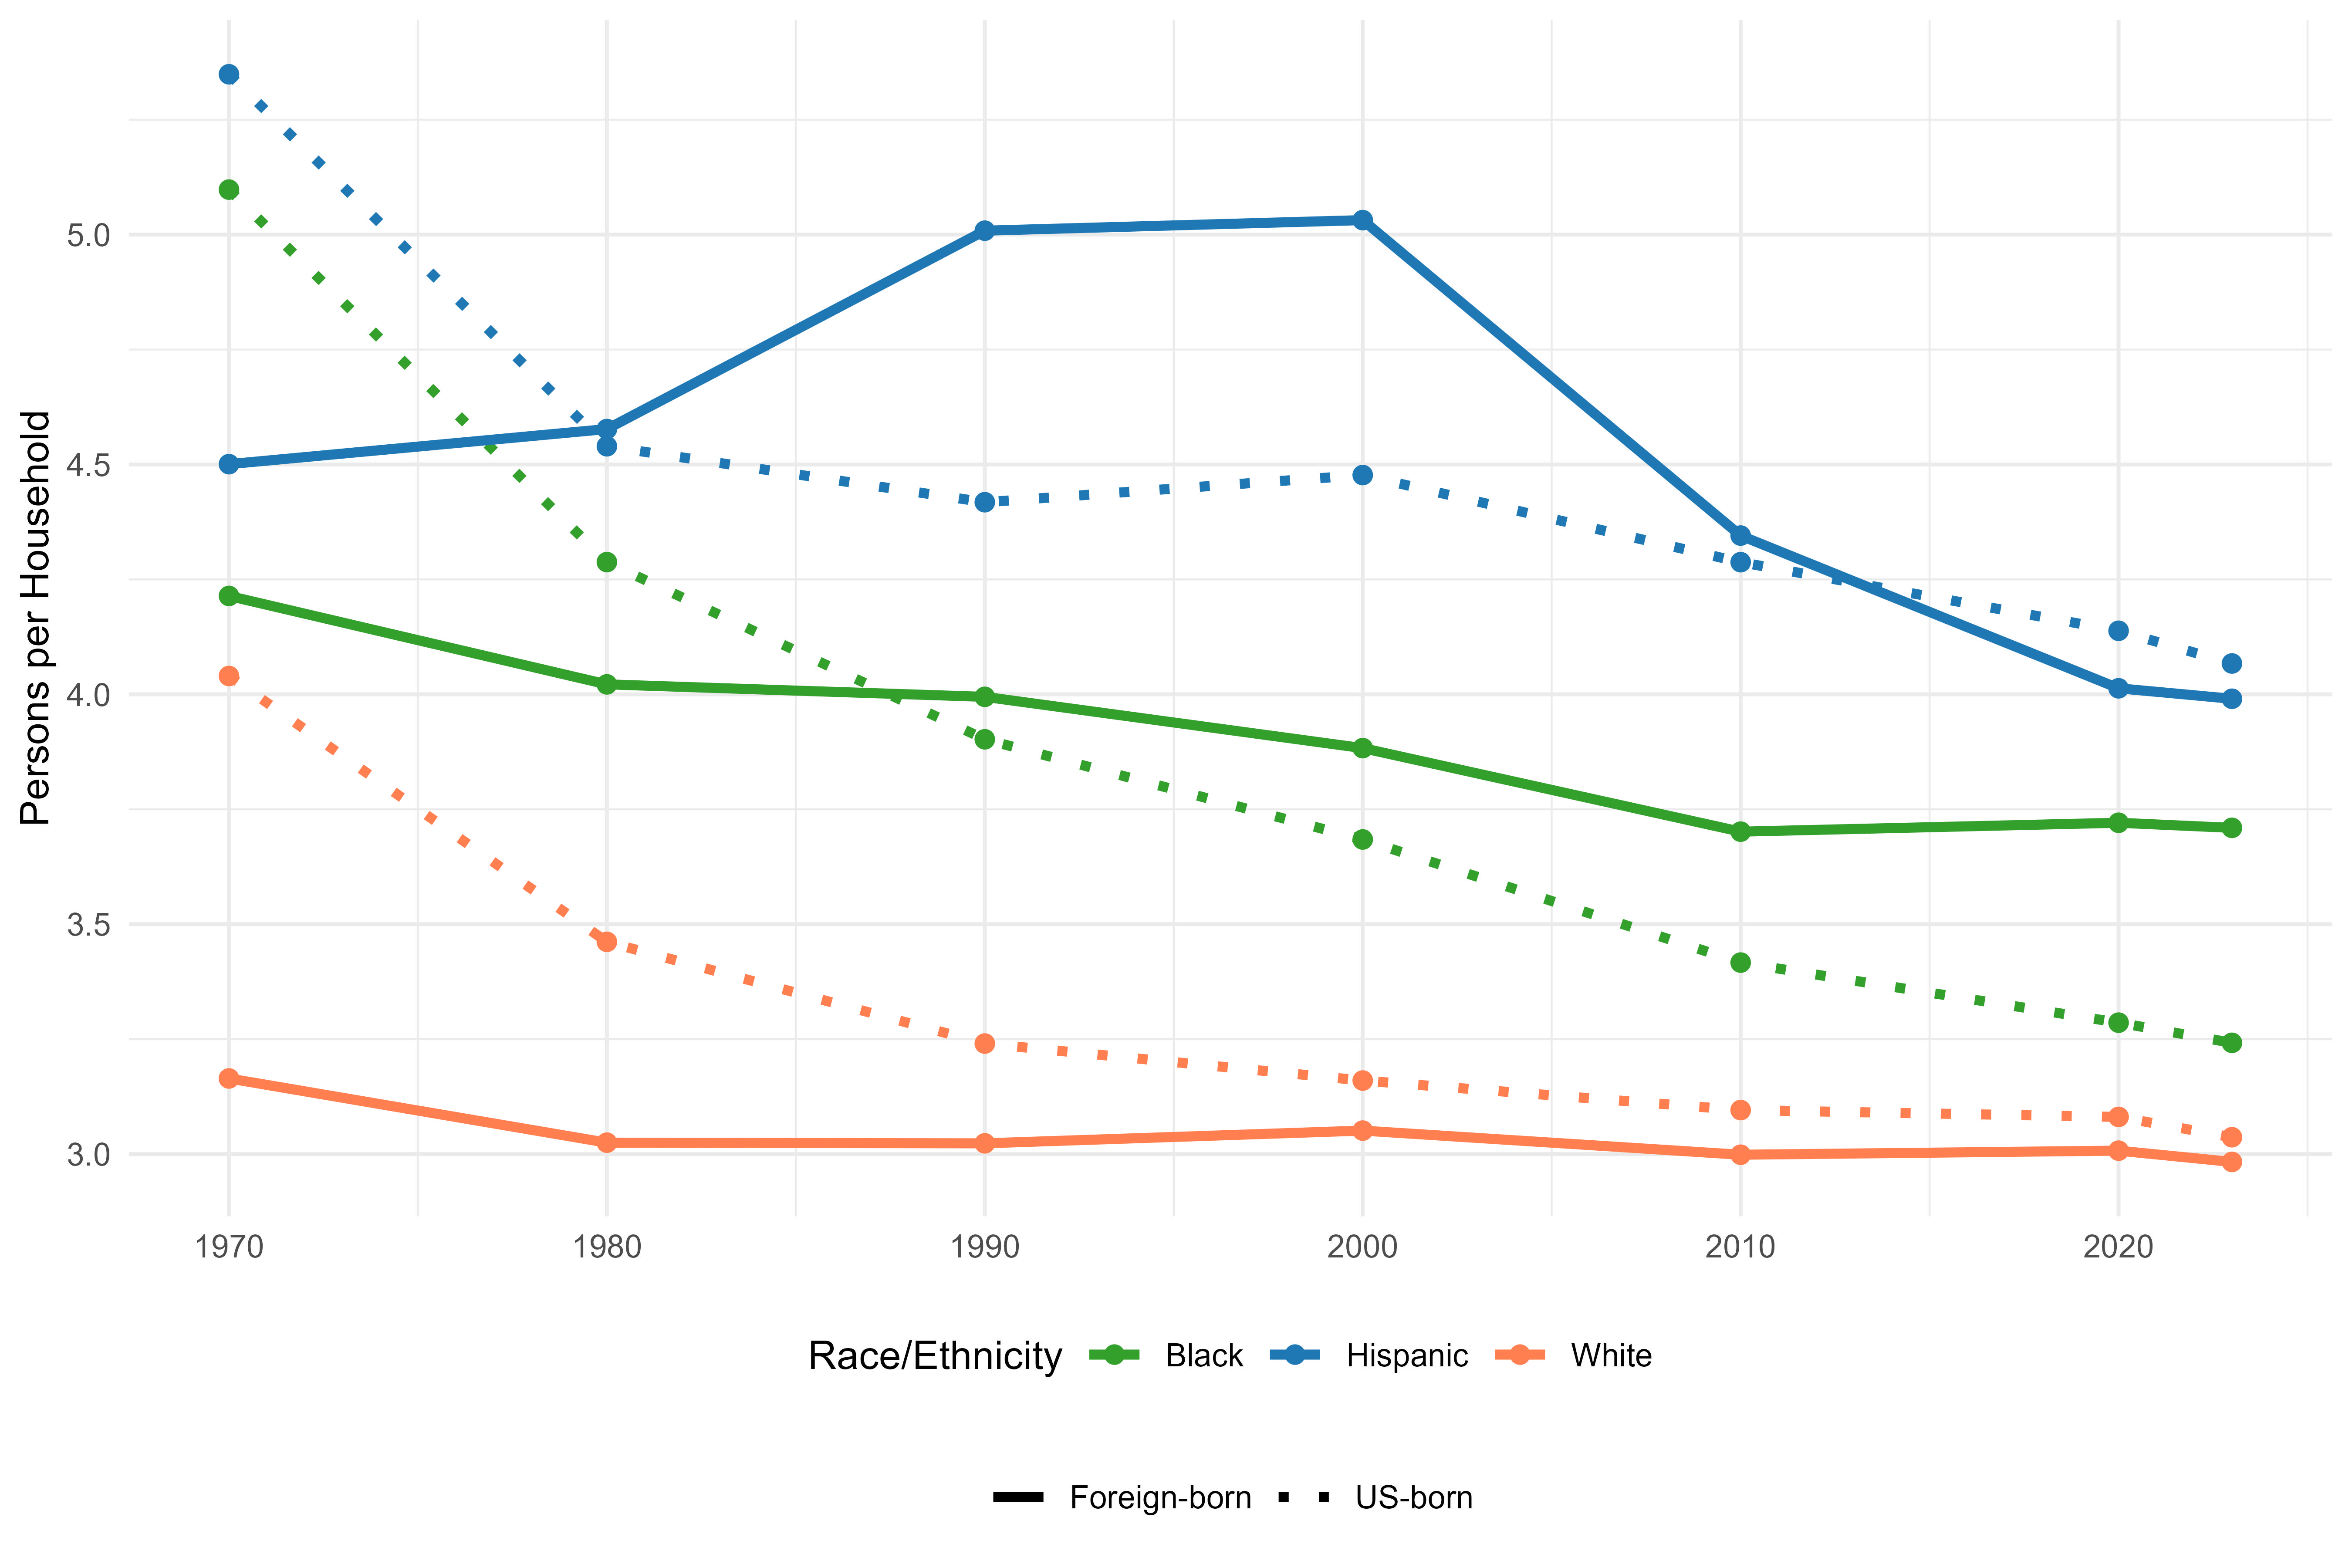 Persons per Household
5.0
4.5
4.0
3.5
3.0
1970 1980 1990 2000 2010 2020
Race/Ethnicity Black Hispanic White
Foreign-born US-born